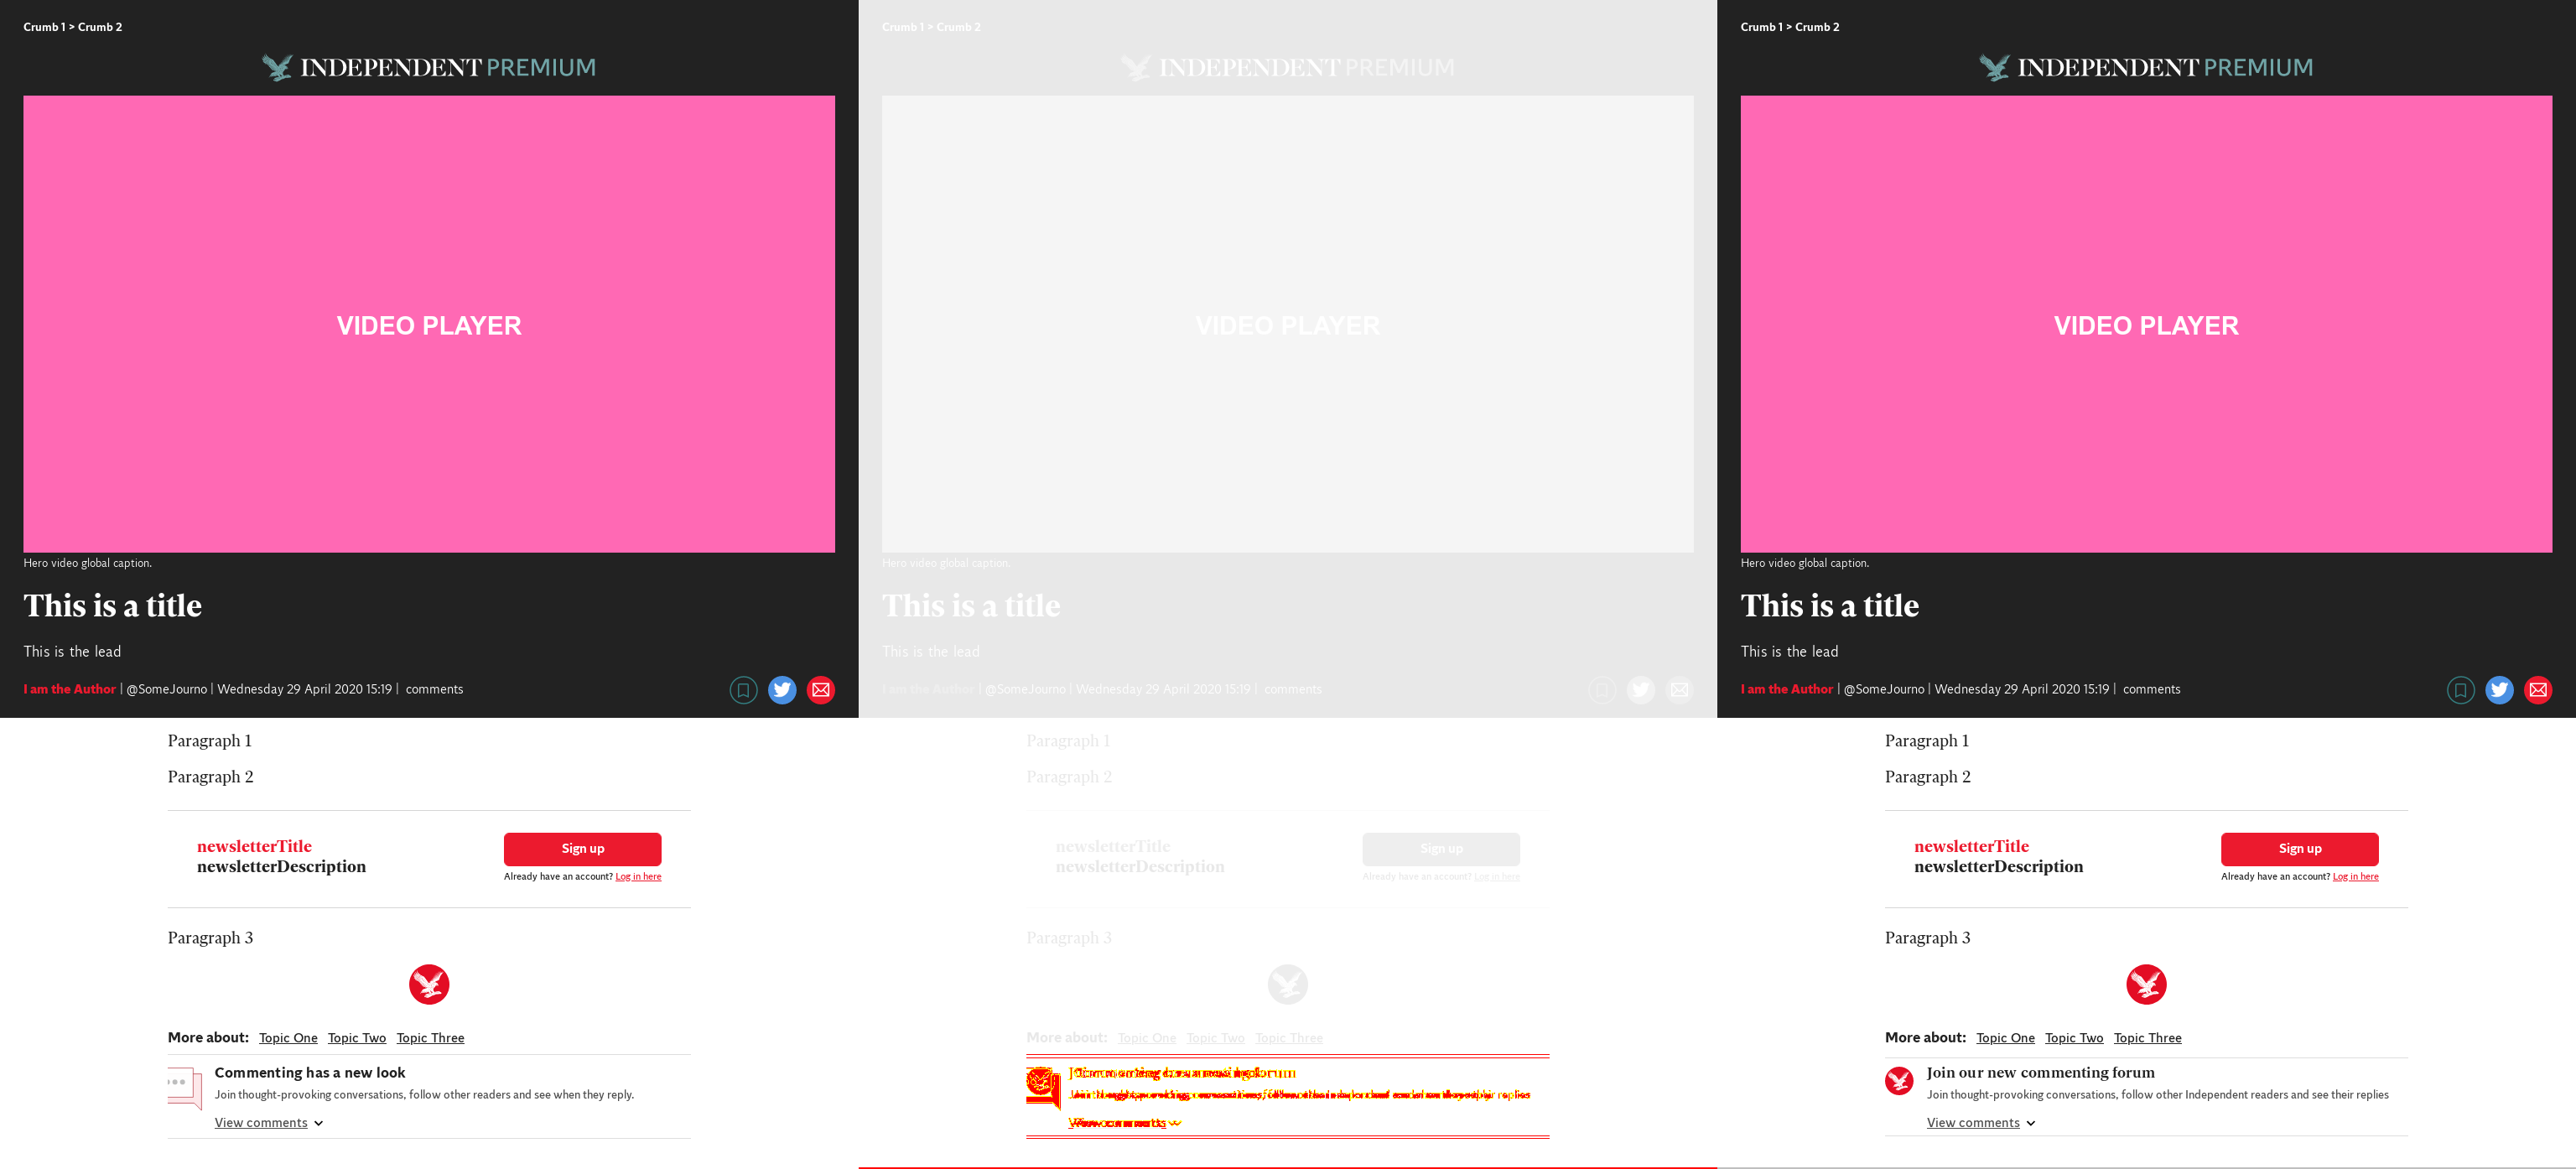 Crumb 1 > Crumb 2
INDEPENDENT PREMIUM
VIDEO PLAYER
Hero video global caption.
This is a title
This is the lead
I am the Author | @SomeJourno | Wednesday 29 April 2020 15:19 | comments
Paragraph 1
Paragraph 2
newsletterTitle
newsletterDescription
Sign up
Already have an account? Log in here
Paragraph 3
More about: Topic One Topic Two Topic Three
Commenting has a new look
Join thought-provoking conversations, follow other readers and see when they reply.
View comments
Crumb 1 > Crumb 2
INDEPENDENT PREMIUM
VIDEO PLAYER
Hero video global caption.
This is a title
This is the lead
I am the Author | @SomeJourno | Wednesday 29 April 2020 15:19 | comments
Paragraph 1
Paragraph 2
newsletterTitle
newsletterDescription
Sign up
Already have an account? Log in here
Paragraph 3
More about: Topic One Topic Two Topic Three
Crumb 1 > Crumb 2
INDEPENDENT PREMIUM
VIDEO PLAYER
Hero video global caption.
This is a title
This is the lead
I am the Author | @SomeJourno | Wednesday 29 April 2020 15:19 | comments
Paragraph 1
Paragraph 2
newsletterTitle
newsletterDescription
Sign up
Already have an account? Log in here
Paragraph 3
More about: Topic One Topic Two Topic Three
Join our new commenting forum
Join thought-provoking conversations, follow other Independent readers and see their replies
View comments